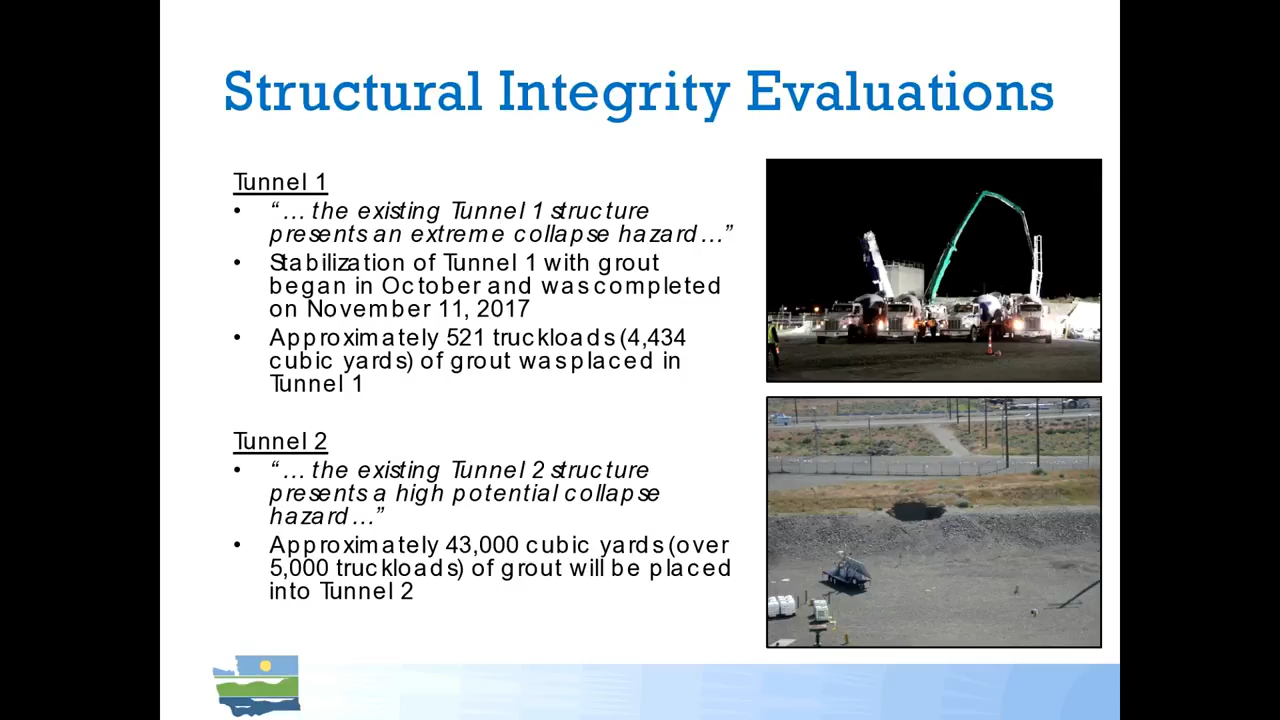 Structural Integrity Evaluations
Tunnel 1
• “… the existing Tunnel 1 structure
presents an extreme collapse hazard…”
• Stabilization of Tunnel 1 with grout
began in October and was completed
on November 11, 2017
• Approximately 521 truckloads (4,434
cubic yards) of grout was placed in
Tunnel 1
Tunnel 2
• “… the existing Tunnel 2 structure
presents a high potential collapse
hazard…”
• Approximately 43,000 cubic yards (over
5,000 truckloads) of grout will be placed
into Tunnel 2